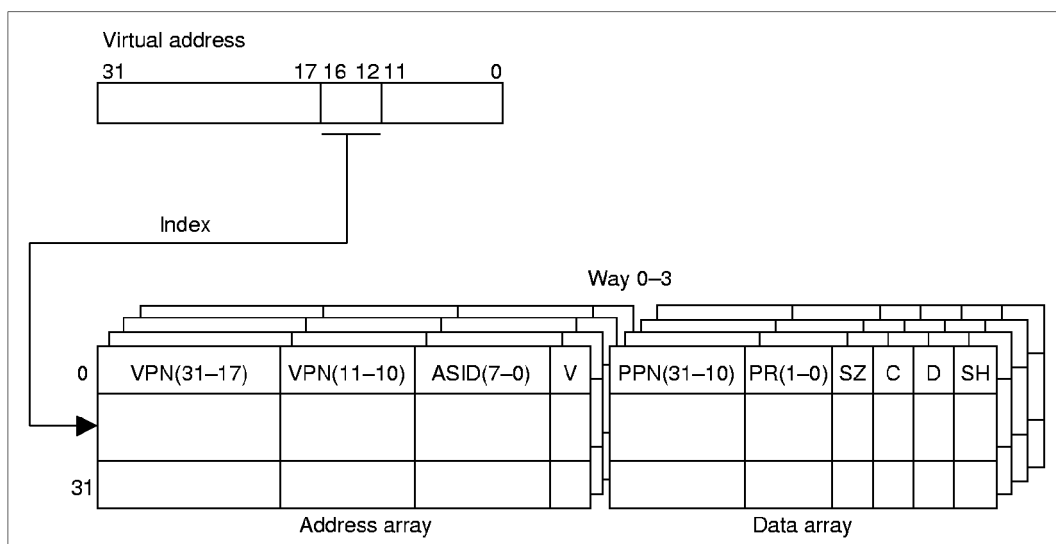 Virtual address
31 17 16 12 11 0
Index
Way 0–3
0 VPN(31–17) VPN(11–10) ASID(7–0) V PPN(31–10) PR(1–0) SZ C D SH
31
Address array Data array